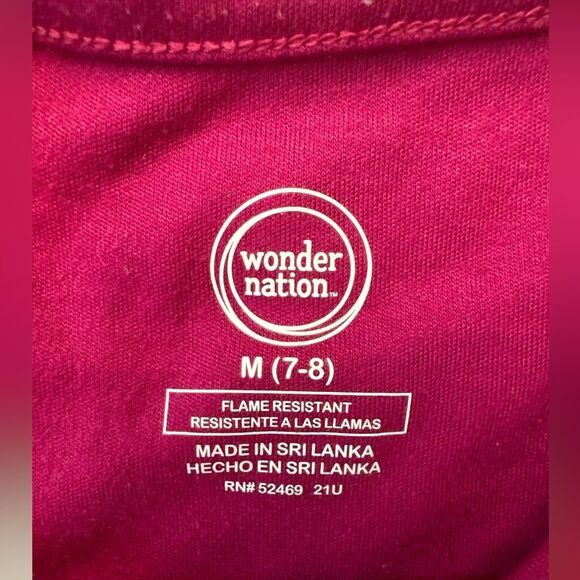 wonder
nation™
M (7-8)
FLAME RESISTANT
RESISTENTE A LAS LLAMAS
MADE IN SRI LANKA
HECHO EN SRI LANKA
RN# 52469 21U